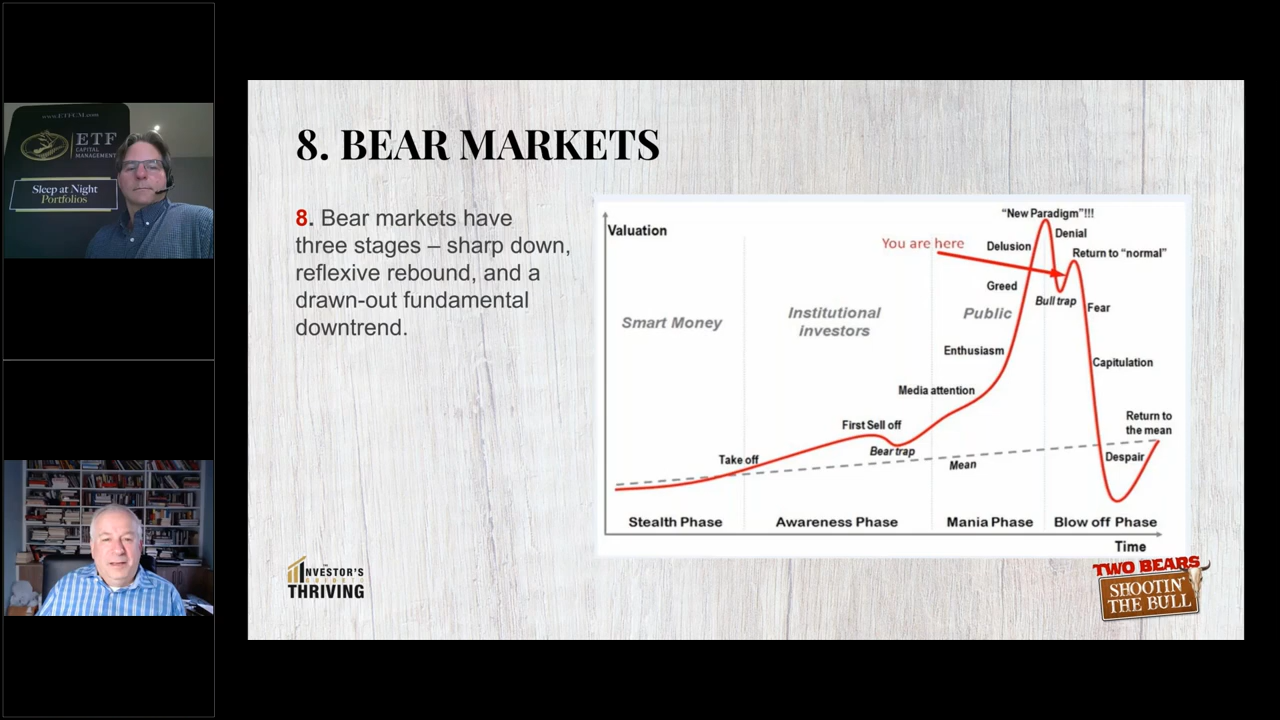 www.ETFCM.com
ETF
CAPITAL
MANAGEMENT
Sleep at Night
Portfolios
8. BEAR MARKETS
8. Bear markets have
three stages – sharp down,
reflexive rebound, and a
drawn-out fundamental
downtrend.
Valuation
"New Paradigm"!!!
Denial
You are here
Delusion
Return to "normal"
Greed
Bull trap
Fear
Smart Money
Institutional
investors
Public
Enthusiasm
Capitulation
Media attention
First Sell off
Return to
the mean
Bear trap
Take off
Mean
Despair
Stealth Phase
Awareness Phase
Mania Phase
Blow off Phase
Time
THE
INVESTOR'S
THRIVING
TWO BEARS
SHOOTIN'
THE BULL